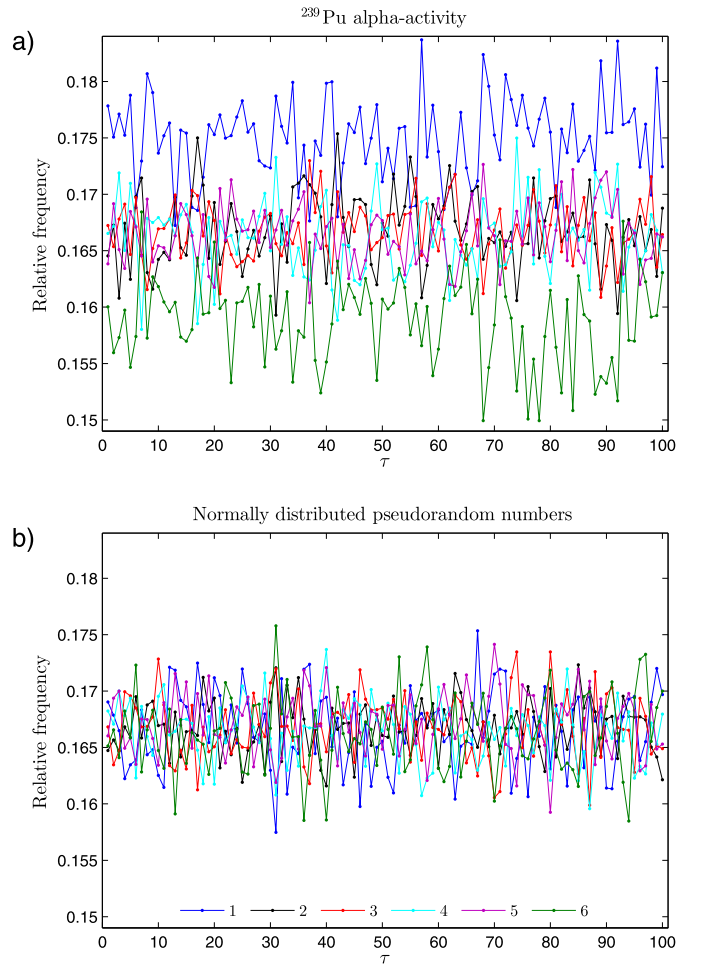 ²³⁹Pu alpha-activity
a)
0.18
0.175
0.17
0.165
0.16
0.155
0.15
Relative frequency
0 10 20 30 40 50 60 70 80 90 100
τ
Normally distributed pseudorandom numbers
b)
0.18
0.175
0.17
0.165
0.16
0.155
0.15
Relative frequency
1 2 3 4 5 6
0 10 20 30 40 50 60 70 80 90 100
τ